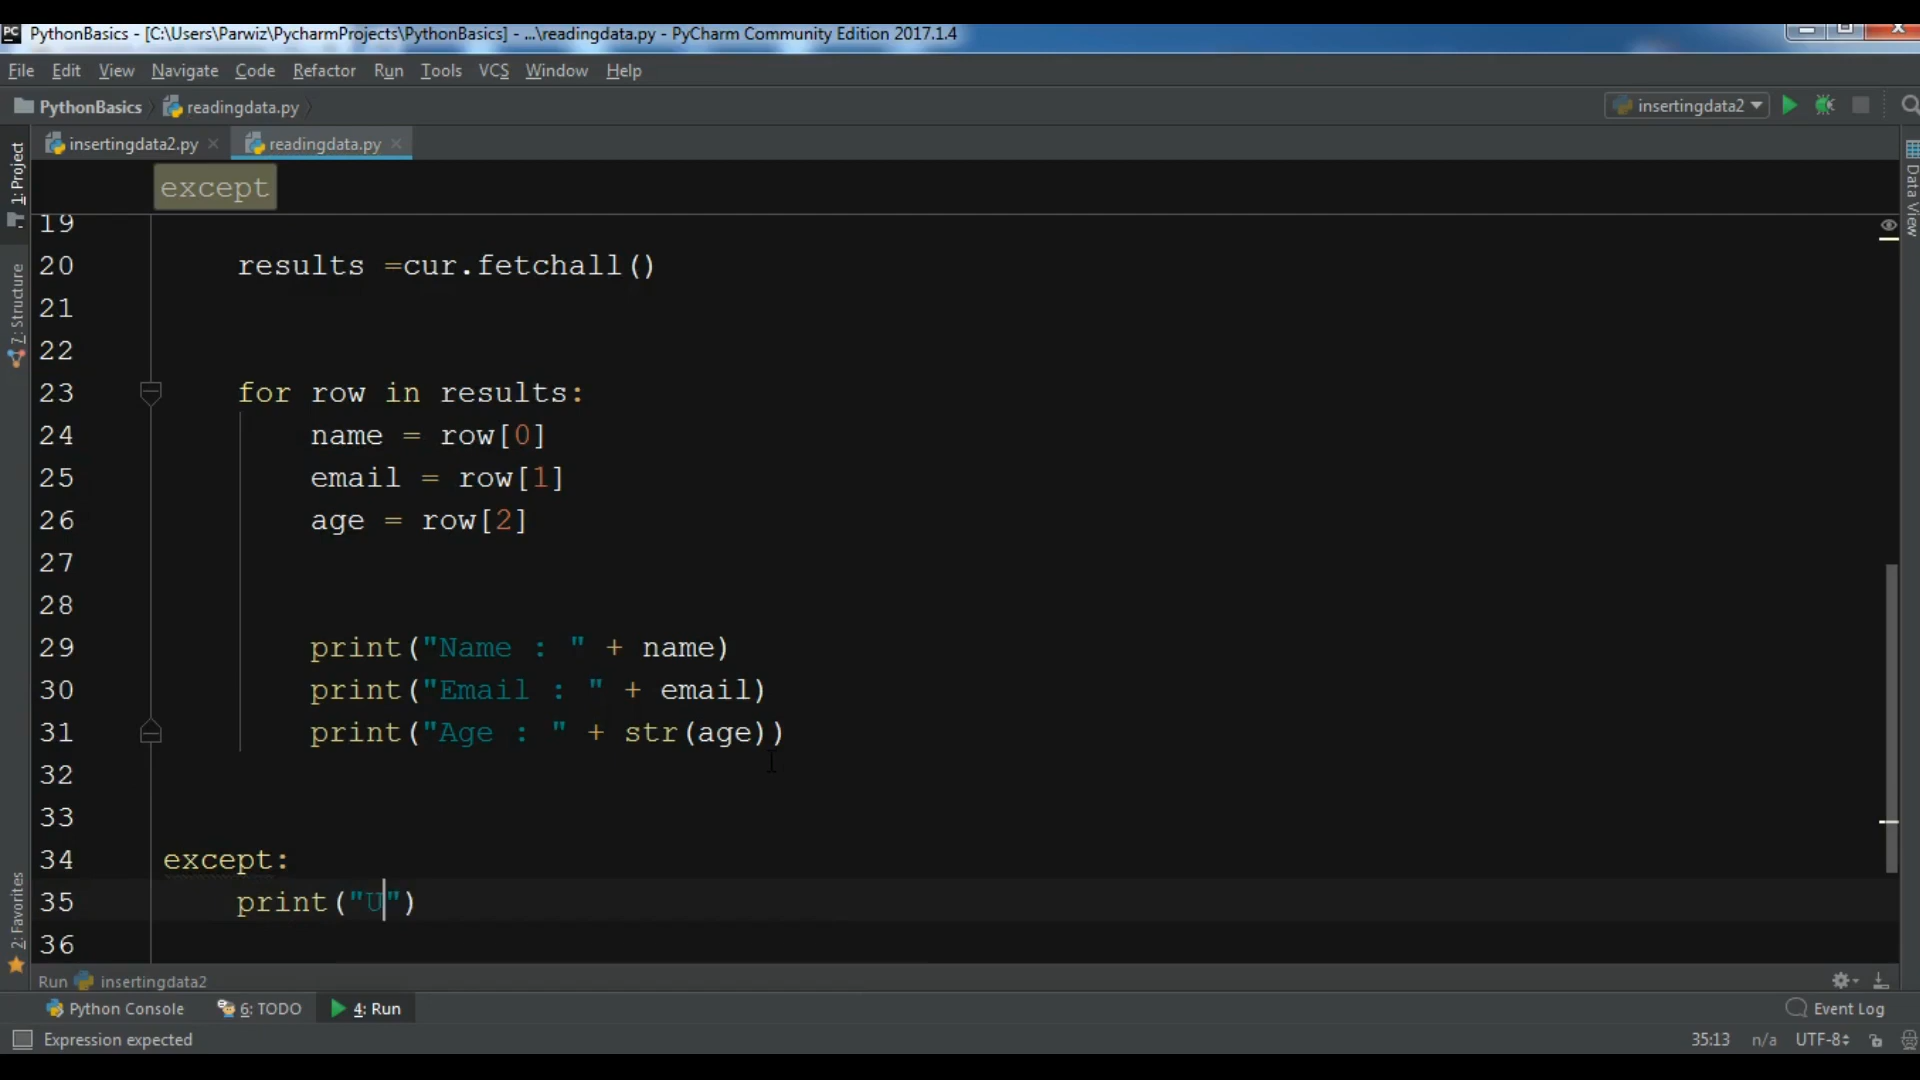 PC PythonBasics - [C:\Users\Parwiz\PycharmProjects\PythonBasics] - ...\readingdata.py - PyCharm Community Edition 2017.1.4
File Edit View Navigate Code Refactor Run Tools VCS Window Help
PythonBasics readingdata.py insertingdata2
insertingdata2.py readingdata.py
1: Project
7: Structure
2: Favorites
Data View
except
19
20 results =cur.fetchall()
21
22
23 for row in results:
24 name = row[0]
25 email = row[1]
26 age = row[2]
27
28
29 print("Name : " + name)
30 print("Email : " + email)
31 print("Age : " + str(age))
32
33
34 except:
35 print("U")
36
Run insertingdata2
Python Console 6: TODO 4: Run Event Log
Expression expected 35:13 n/a UTF-8